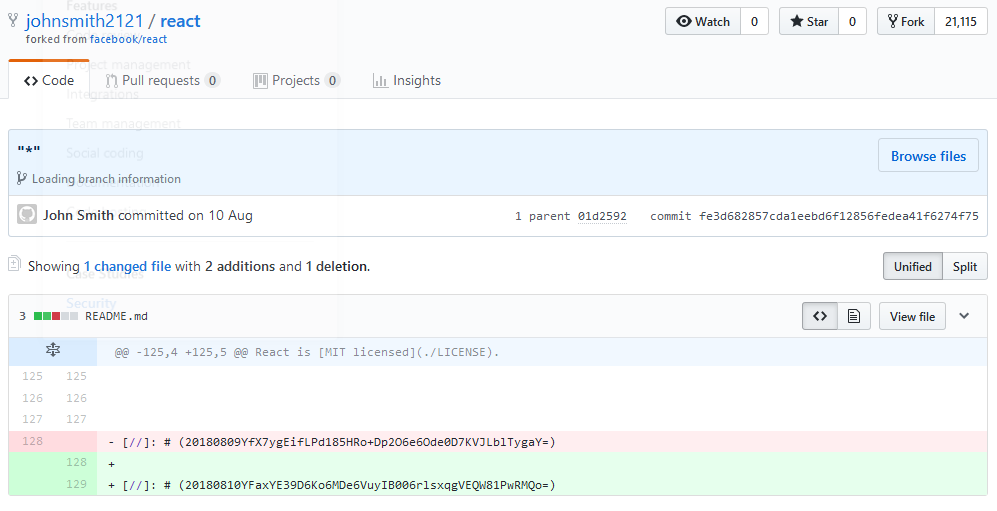 Features
johnsmith2121 / react
forked from facebook/react
Watch 0 Star 0 Fork 21,115
Project management
Code Pull requests 0 Projects 0 Insights
Integrations
Team management
"*"
Social coding
Browse files
Loading branch information
John Smith committed on 10 Aug 1 parent 01d2592 commit fe3d682857cda1eebd6f12856fedea41f6274f75
Showing 1 changed file with 2 additions and 1 deletion. Unified Split
Case Studies
Security
3 README.md View file
@@ -125,4 +125,5 @@ React is [MIT licensed](./LICENSE).
125 125
126 126
127 127
128 - [//]: # (20180809YfX7ygEifLPd185HRo+Dp2O6e6Ode0D7KVJLblTygaY=)
128 +
129 + [//]: # (20180810YFaxYE39D6Ko6MDe6VuyIB006rlsxqgVEQW81PwRMQo=)